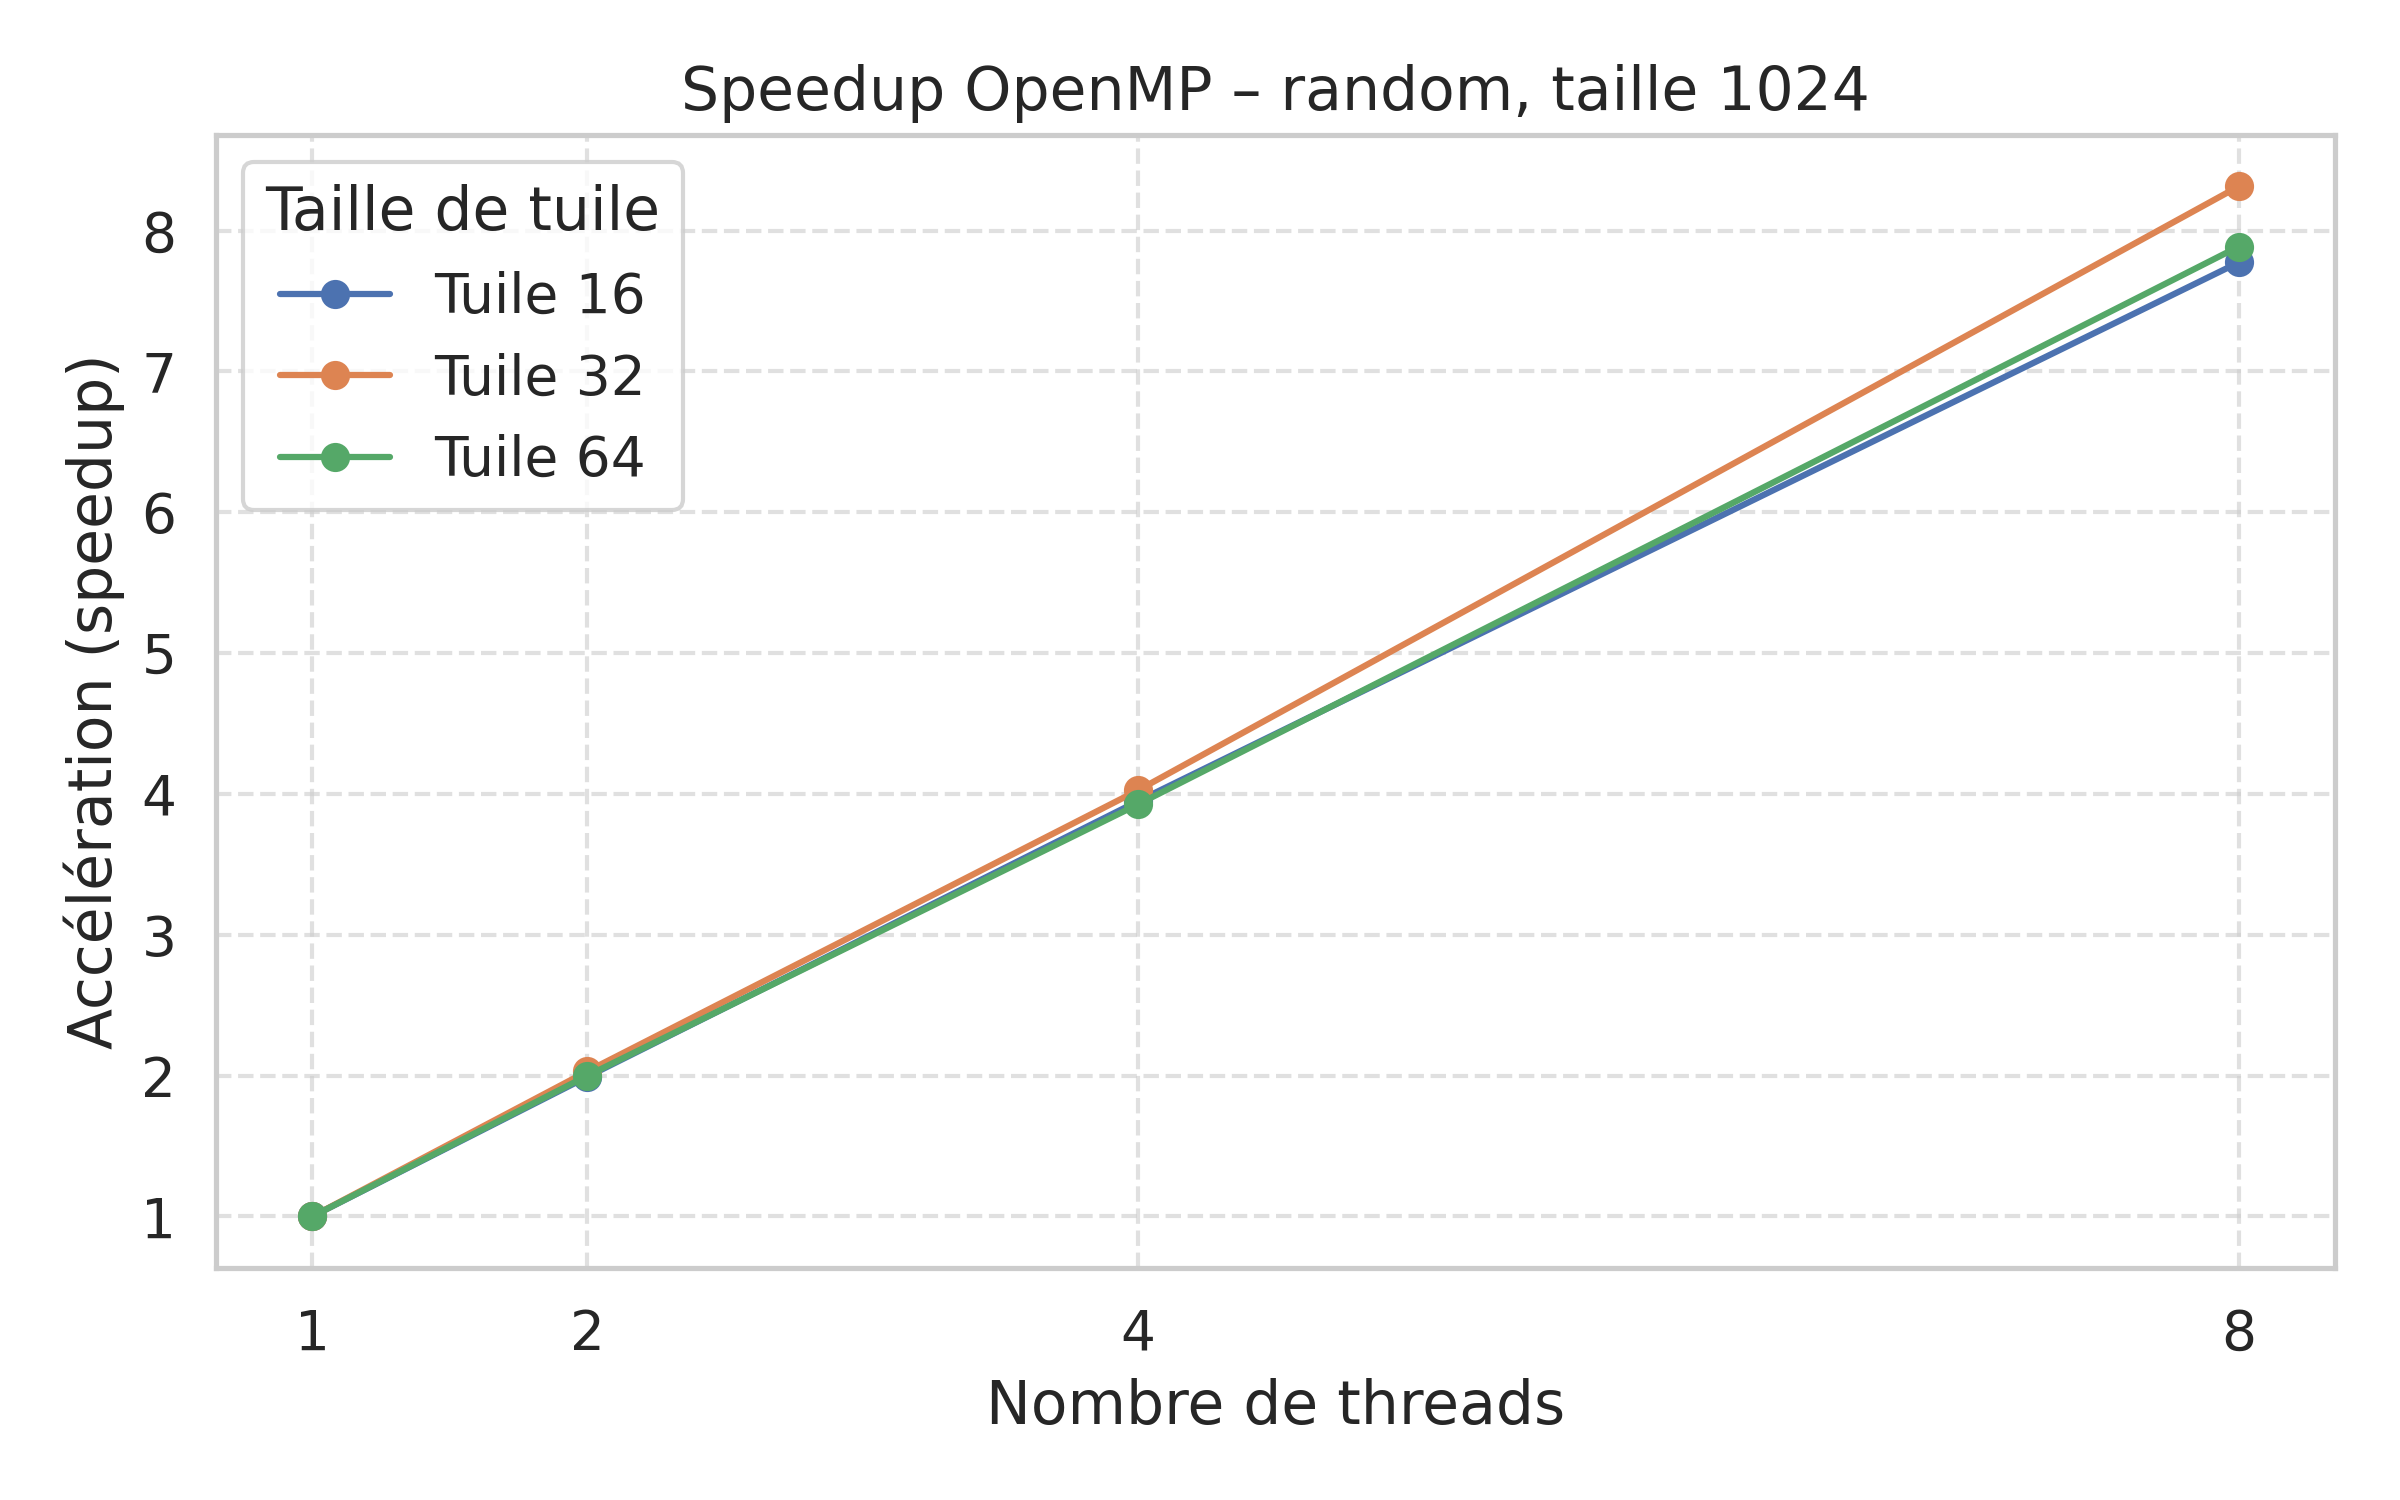 Speedup OpenMP – random, taille 1024
Taille de tuile
Tuile 16
Tuile 32
Tuile 64
Accélération (speedup)
8
7
6
5
4
3
2
1
1 2 4 8
Nombre de threads